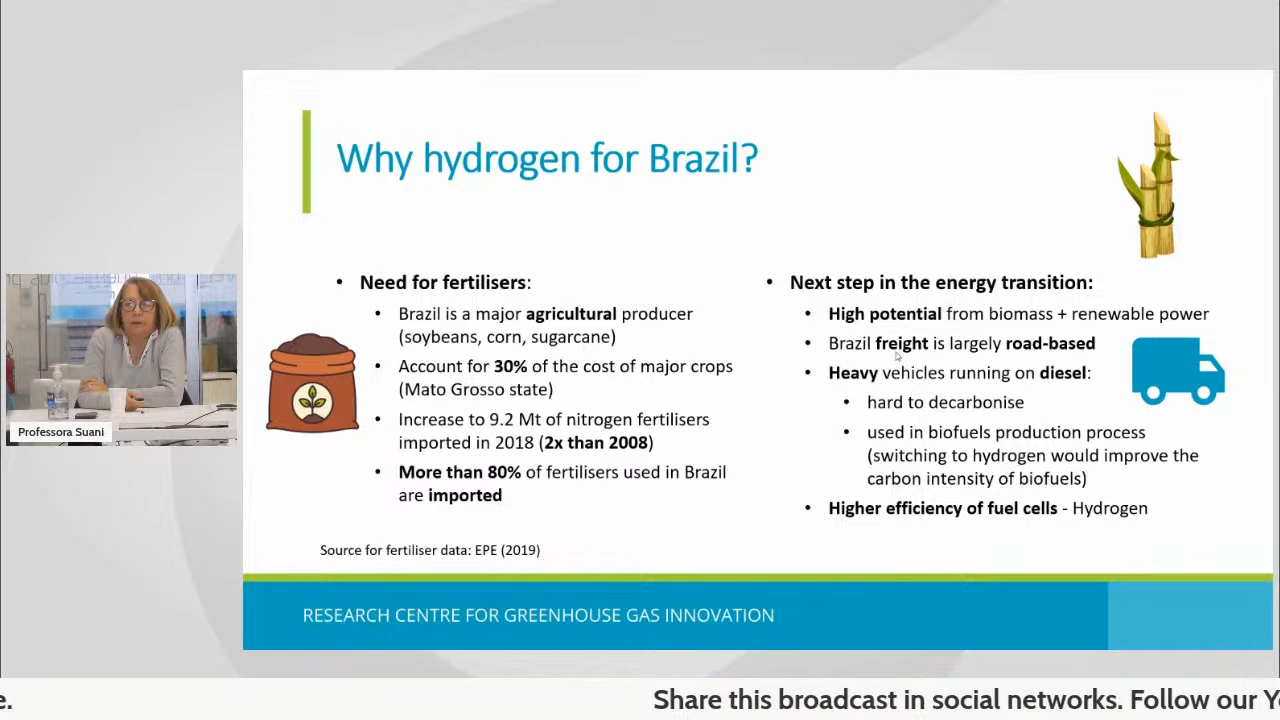 Why hydrogen for Brazil?
• Need for fertilisers:
• Brazil is a major agricultural producer
(soybeans, corn, sugarcane)
• Account for 30% of the cost of major crops
(Mato Grosso state)
• Increase to 9.2 Mt of nitrogen fertilisers
imported in 2018 (2x than 2008)
• More than 80% of fertilisers used in Brazil
are imported
Source for fertiliser data: EPE (2019)
• Next step in the energy transition:
• High potential from biomass + renewable power
• Brazil freight is largely road-based
• Heavy vehicles running on diesel:
• hard to decarbonise
• used in biofuels production process
(switching to hydrogen would improve the
carbon intensity of biofuels)
• Higher efficiency of fuel cells - Hydrogen
RESEARCH CENTRE FOR GREENHOUSE GAS INNOVATION
Professora Suani
e. Share this broadcast in social networks. Follow our